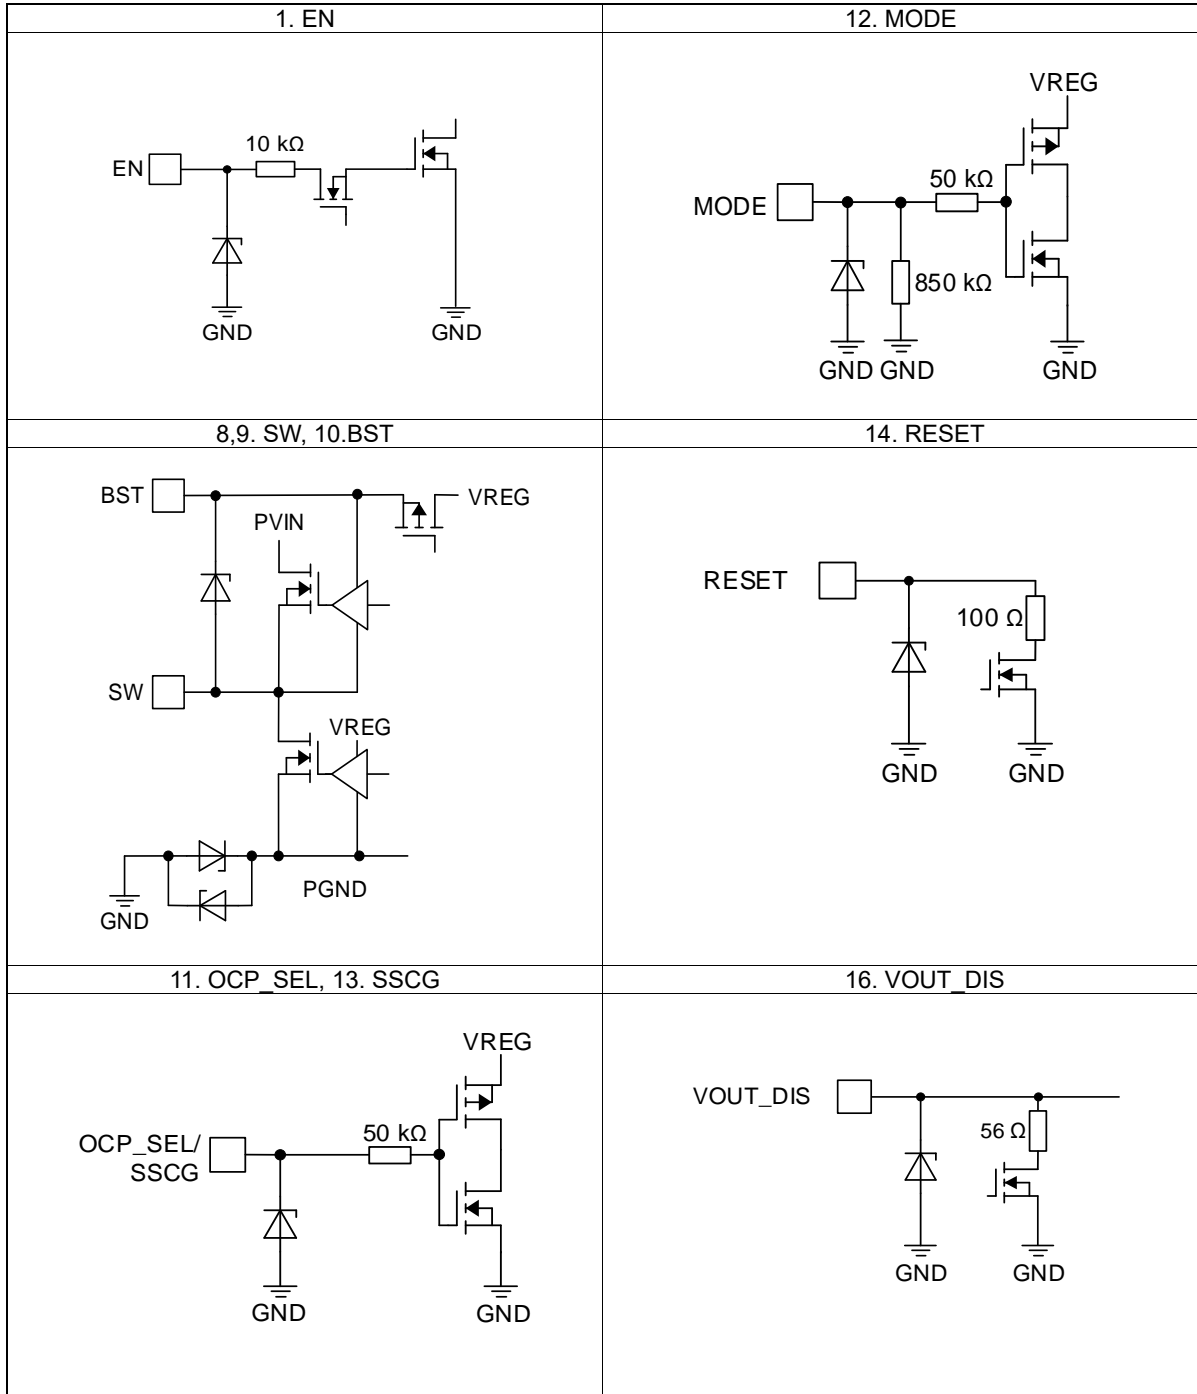 1. EN
12. MODE
EN
10 kΩ
GND
GND
VREG
MODE
50 kΩ
850 kΩ
GND
GND
GND
8,9. SW, 10.BST
14. RESET
BST
VREG
PVIN
SW
VREG
PGND
GND
RESET
100 Ω
GND
GND
11. OCP_SEL, 13. SSCG
16. VOUT_DIS
VREG
OCP_SEL/
SSCG
50 kΩ
GND
GND
VOUT_DIS
56 Ω
GND
GND